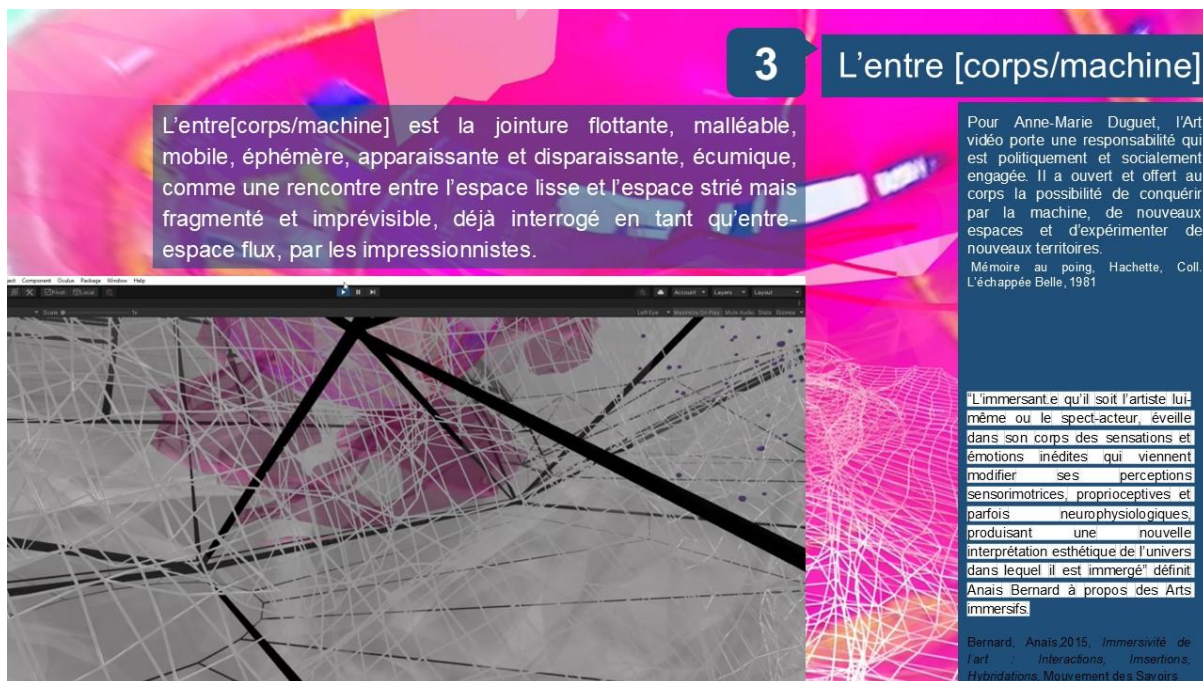 3
L'entre [corps/machine]
L'entre[corps/machine] est la jointure flottante, malléable,
mobile, éphémère, apparaissante et disparaissante, écumique,
comme une rencontre entre l'espace lisse et l'espace strié mais
fragmenté et imprévisible, déjà interrogé en tant qu'entre-
espace flux, par les impressionnistes.
Pour Anne-Marie Duguet, l'Art
vidéo porte une responsabilité qui
est politiquement et socialement
engagée. Il a ouvert et offert au
corps la possibilité de conquérir
par la machine, de nouveaux
espaces et d'expérimenter de
nouveaux territoires.
Mémoire au poing, Hachette, Coll.
L'échappée Belle, 1981
"L'immersant.e qu'il soit l'artiste lui-
même ou le spect-acteur, éveille
dans son corps des sensations et
émotions inédites qui viennent
modifier ses perceptions
sensorimotrices, proprioceptives et
parfois neurophysiologiques,
produisant une nouvelle
interprétation esthétique de l'univers
dans lequel il est immergé" définit
Anais Bernard à propos des Arts
immersifs.
Bernard, Anaïs,2015, Immersivité de
l'art : Interactions, Imsertions,
Hybridations, Mouvement des Savoirs
Component Oculus Package Window Help
Pivot Local Account Layers Layout
Scale 1x Left Eye Maximize On Play Mute Audio Stats Gizmos